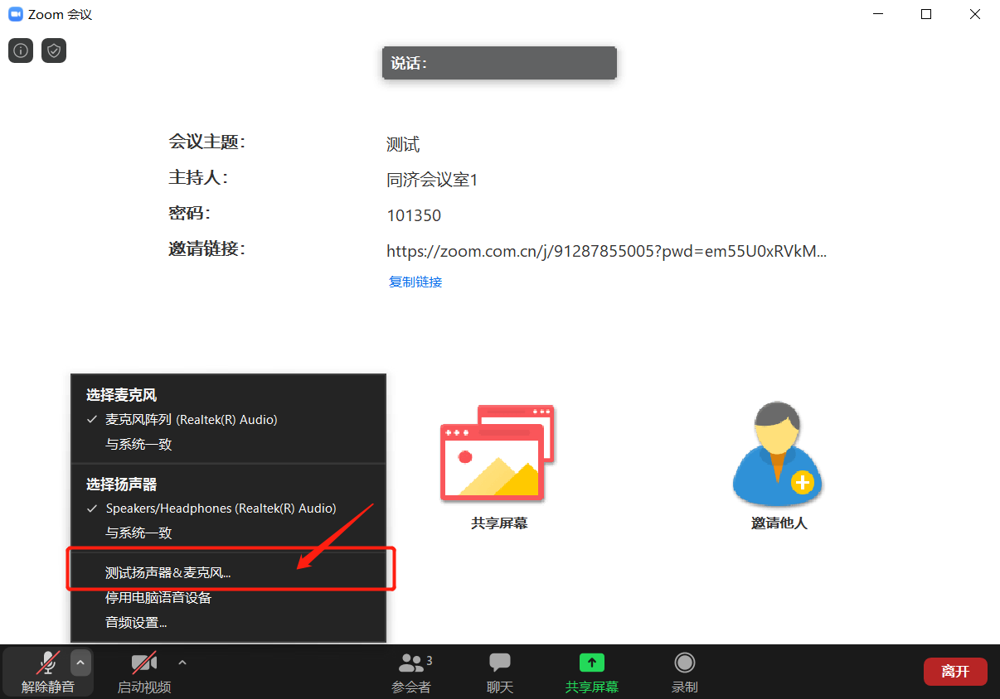 Zoom 会议
说话:
会议主题:
测试
主持人:
同济会议室1
密码:
101350
邀请链接:
https://zoom.com.cn/j/91287855005?pwd=em55U0xRVkM...
复制链接
选择麦克风
麦克风阵列 (Realtek(R) Audio)
与系统一致
选择扬声器
Speakers/Headphones (Realtek(R) Audio)
与系统一致
测试扬声器&麦克风...
停用电脑语音设备
音频设置...
共享屏幕
邀请他人
解除静音
启动视频
3
参会者
聊天
共享屏幕
录制
离开